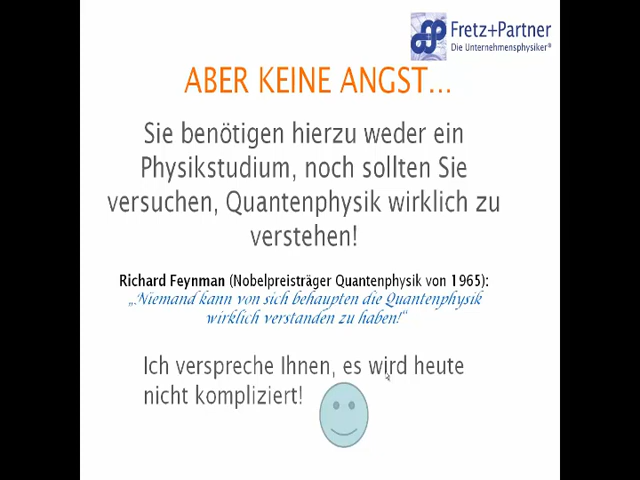 Fretz+Partner
Die Unternehmensphysiker®
ABER KEINE ANGST...
Sie benötigen hierzu weder ein
Physikstudium, noch sollten Sie
versuchen, Quantenphysik wirklich zu
verstehen!
Richard Feynman (Nobelpreisträger Quantenphysik von 1965):
„Niemand kann von sich behaupten die Quantenphysik
wirklich verstanden zu haben!“
Ich verspreche Ihnen, es wird heute
nicht kompliziert!